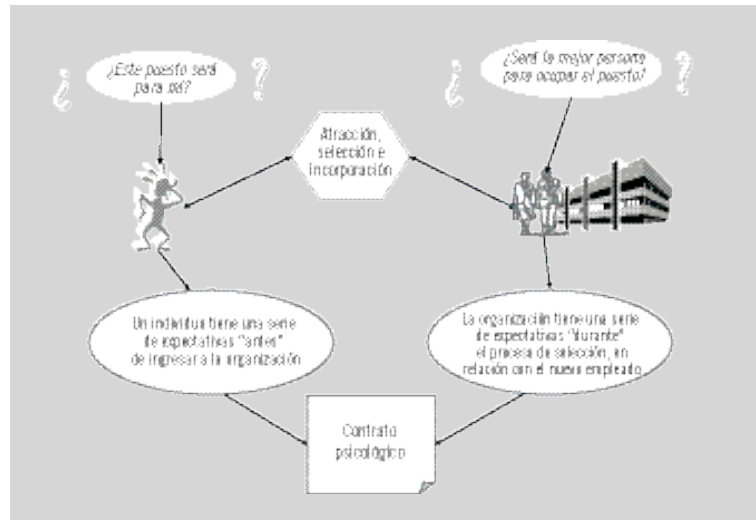 ¿
¿Este puesto será
para mí?
?
¿
¿Será la mejor persona
para ocupar el puesto?
?
Atracción,
selección e
incorporación
Un individuo tiene una serie
de expectativas "antes"
de ingresar a la organización
La organización tiene una serie
de expectativas "durante"
el proceso de selección, en
relación con el nuevo empleado
Contrato
psicológico